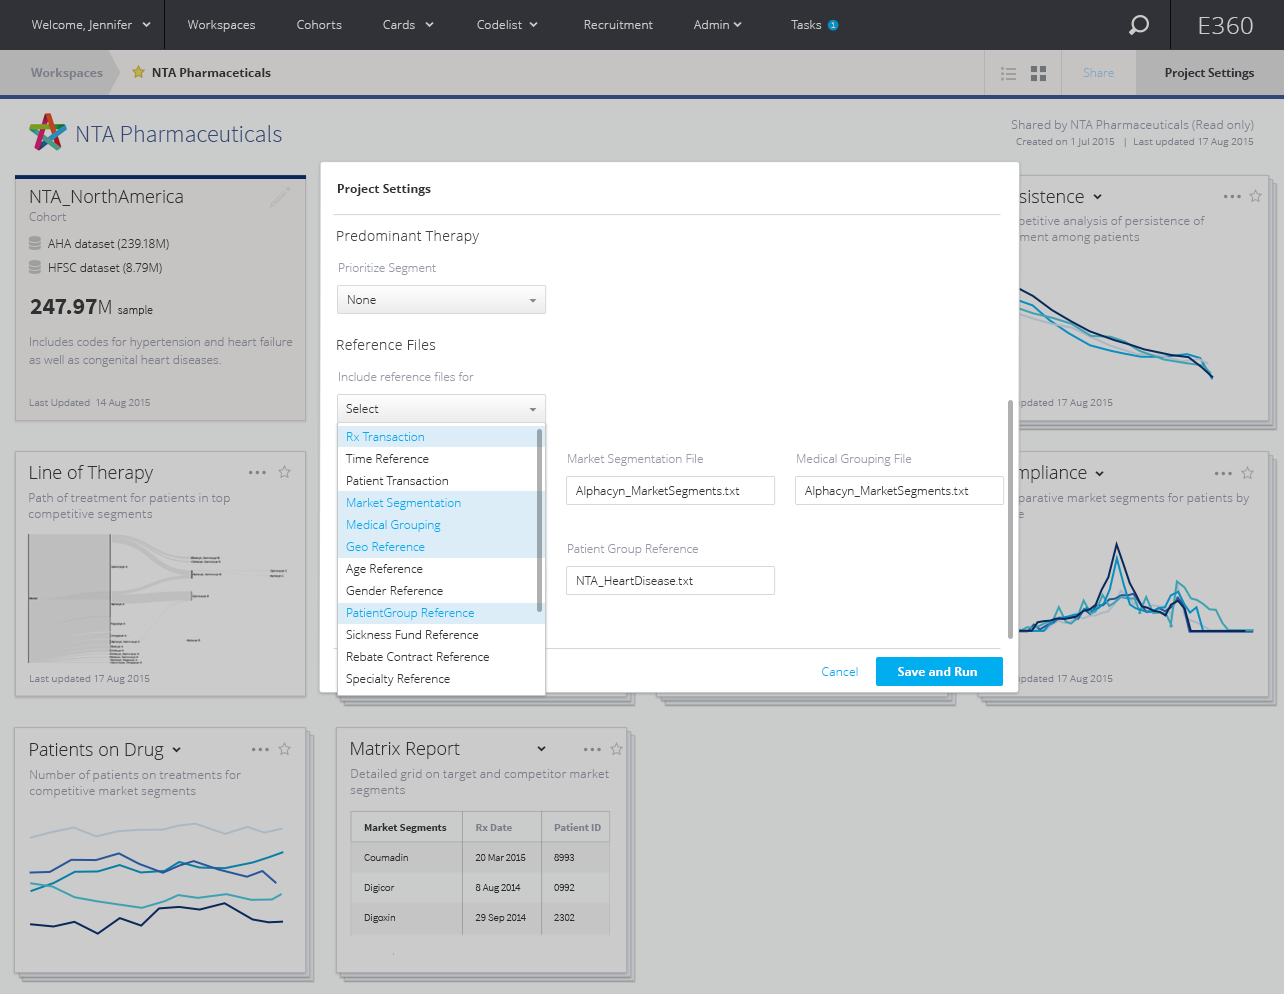 Welcome, Jennifer
Workspaces
Cohorts
Cards
Codelist
Recruitment
Admin
Tasks
1
E360
Workspaces
NTA Pharmaceticals
Share
Project Settings
NTA Pharmaceuticals
Shared by NTA Pharmaceuticals (Read only)
Created on 1 Jul 2015 | Last updated 17 Aug 2015
NTA_NorthAmerica
Cohort
AHA dataset (239.18M)
HFSC dataset (8.79M)
247.97M sample
Includes codes for hypertension and heart failure
as well as congenital heart diseases.
Last Updated 14 Aug 2015
Project Settings
Predominant Therapy
Prioritize Segment
None
Reference Files
Include reference files for
Select
Rx Transaction
Time Reference
Patient Transaction
Market Segmentation
Medical Grouping
Geo Reference
Age Reference
Gender Reference
PatientGroup Reference
Sickness Fund Reference
Rebate Contract Reference
Specialty Reference
Market Segmentation File
Alphacyn_MarketSegments.txt
Medical Grouping File
Alphacyn_MarketSegments.txt
Patient Group Reference
NTA_HeartDisease.txt
Cancel
Save and Run
sistence
petitive analysis of persistence of
ment among patients
pdated 17 Aug 2015
Line of Therapy
Path of treatment for patients in top
competitive segments
Last updated 17 Aug 2015
mpliance
parative market segments for patients by
e
pdated 17 Aug 2015
Patients on Drug
Number of patients on treatments for
competitive market segments
Matrix Report
Detailed grid on target and competitor market
segments
Market Segments Rx Date Patient ID
Coumadin 20 Mar 2015 8993
Digicor 8 Aug 2014 0992
Digoxin 29 Sep 2014 2302